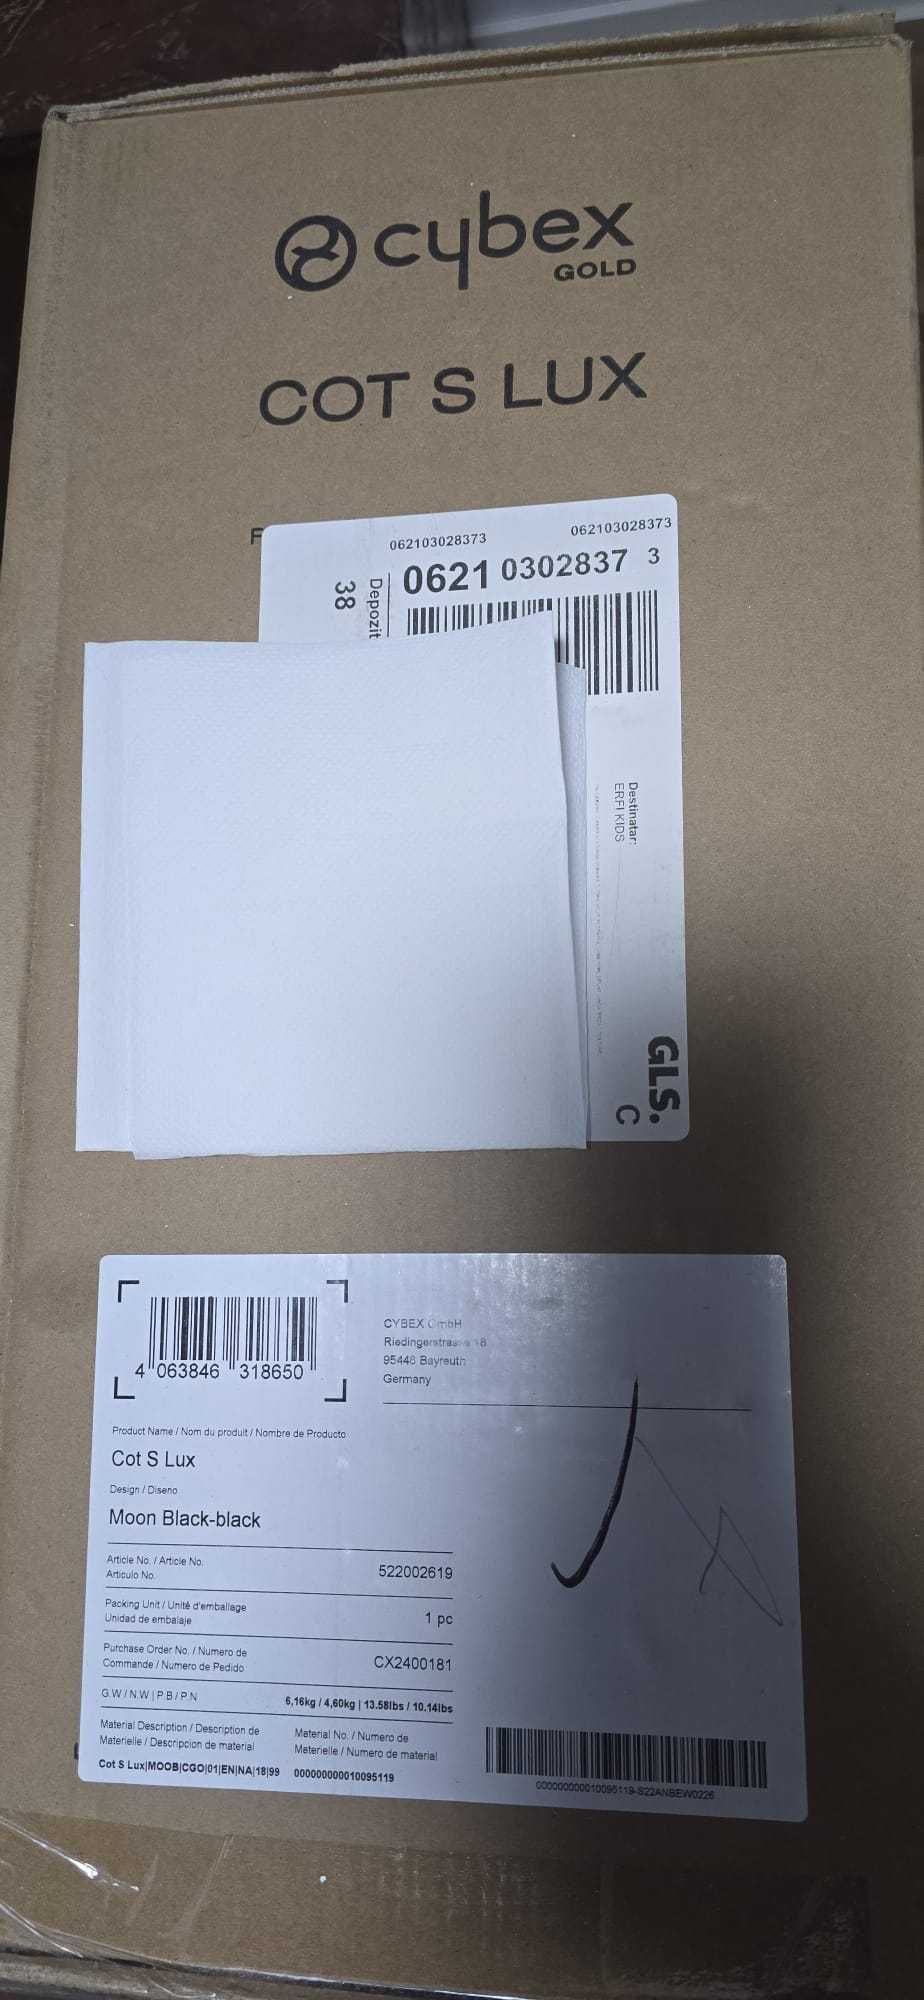 cybex
GOLD
COT S LUX
F
062103028373
062103028373
0621 0302837 3
Depozit
38
Destinatar:
ERFI KIDS
GLS.
C
4 063846 318650
CYBEX GmbH
Riedingerstrasse 18
95448 Bayreuth
Germany
Product Name / Nom du produit / Nombre de Producto
Cot S Lux
Design / Diseno
Moon Black-black
Article No. / Article No.
Articulo No.
522002619
Packing Unit / Unité d'emballage
Unidad de embalaje
1 pc
Purchase Order No. / Numero de
Commande / Numero de Pedido
CX2400181
G.W / N.W | P.B / P.N
6,16kg / 4,60kg | 13.58lbs / 10.14lbs
Material Description / Description de
Materielle / Descripcion de material
Material No. / Numero de
Materielle / Numero de material
Cot S Lux|MOOB|CGO|01|EN|NA|18|99
000000000010095119
000000000010095119-S22ANBEW0226